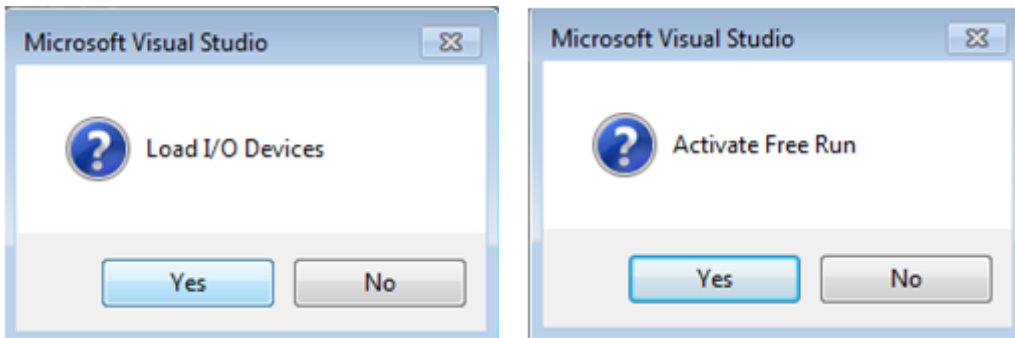 Microsoft Visual Studio
Load I/O Devices
Yes No
Microsoft Visual Studio
Activate Free Run
Yes No